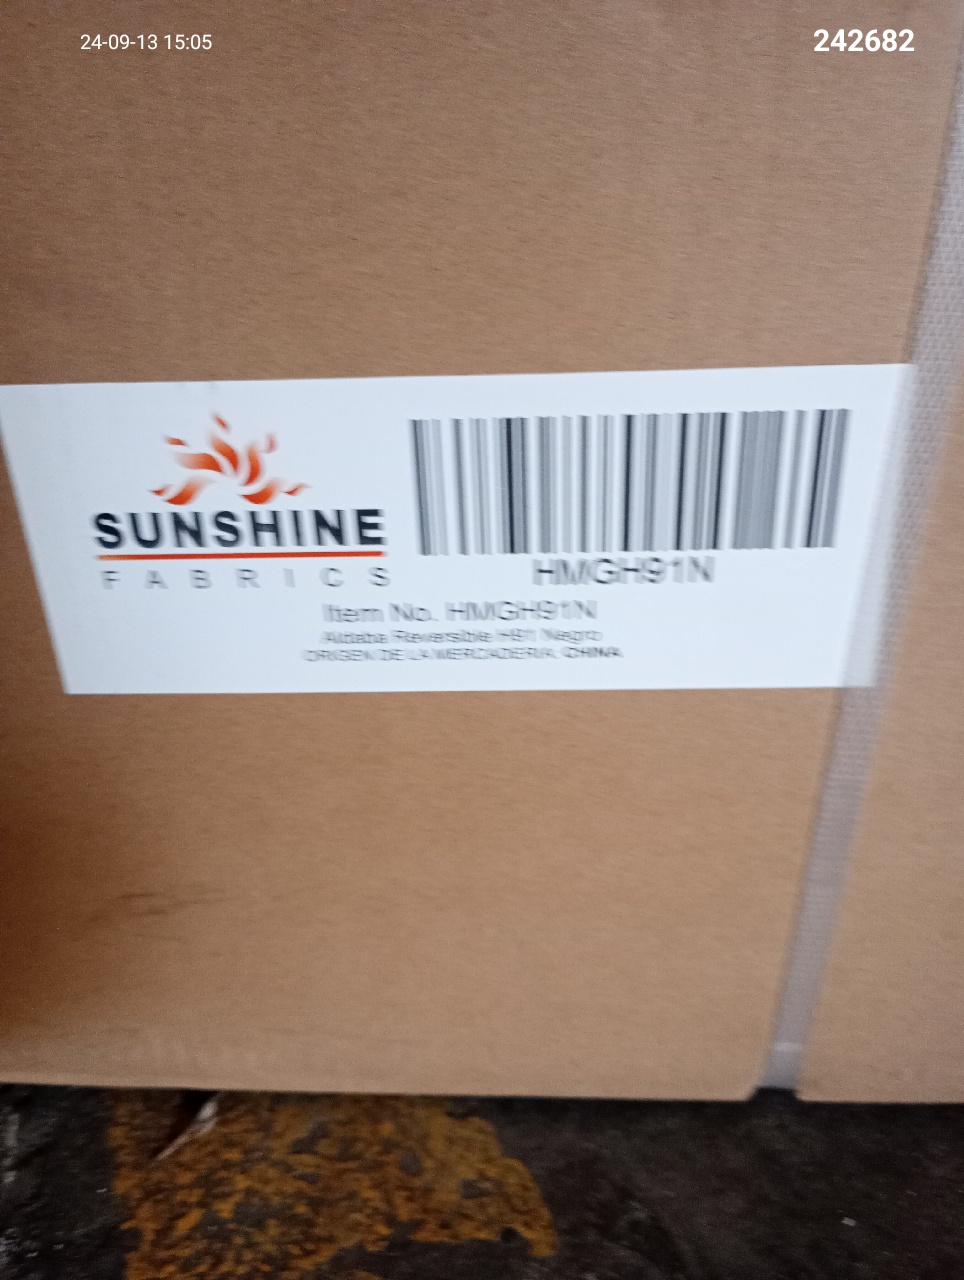 24-09-13 15:05
242682
SUNSHINE
FABRICS
HMGH91N
Item No. HMGH91N
Aldaba Reversible H91 Negro
ORIGEN DE LA MERCADERIA: CHINA